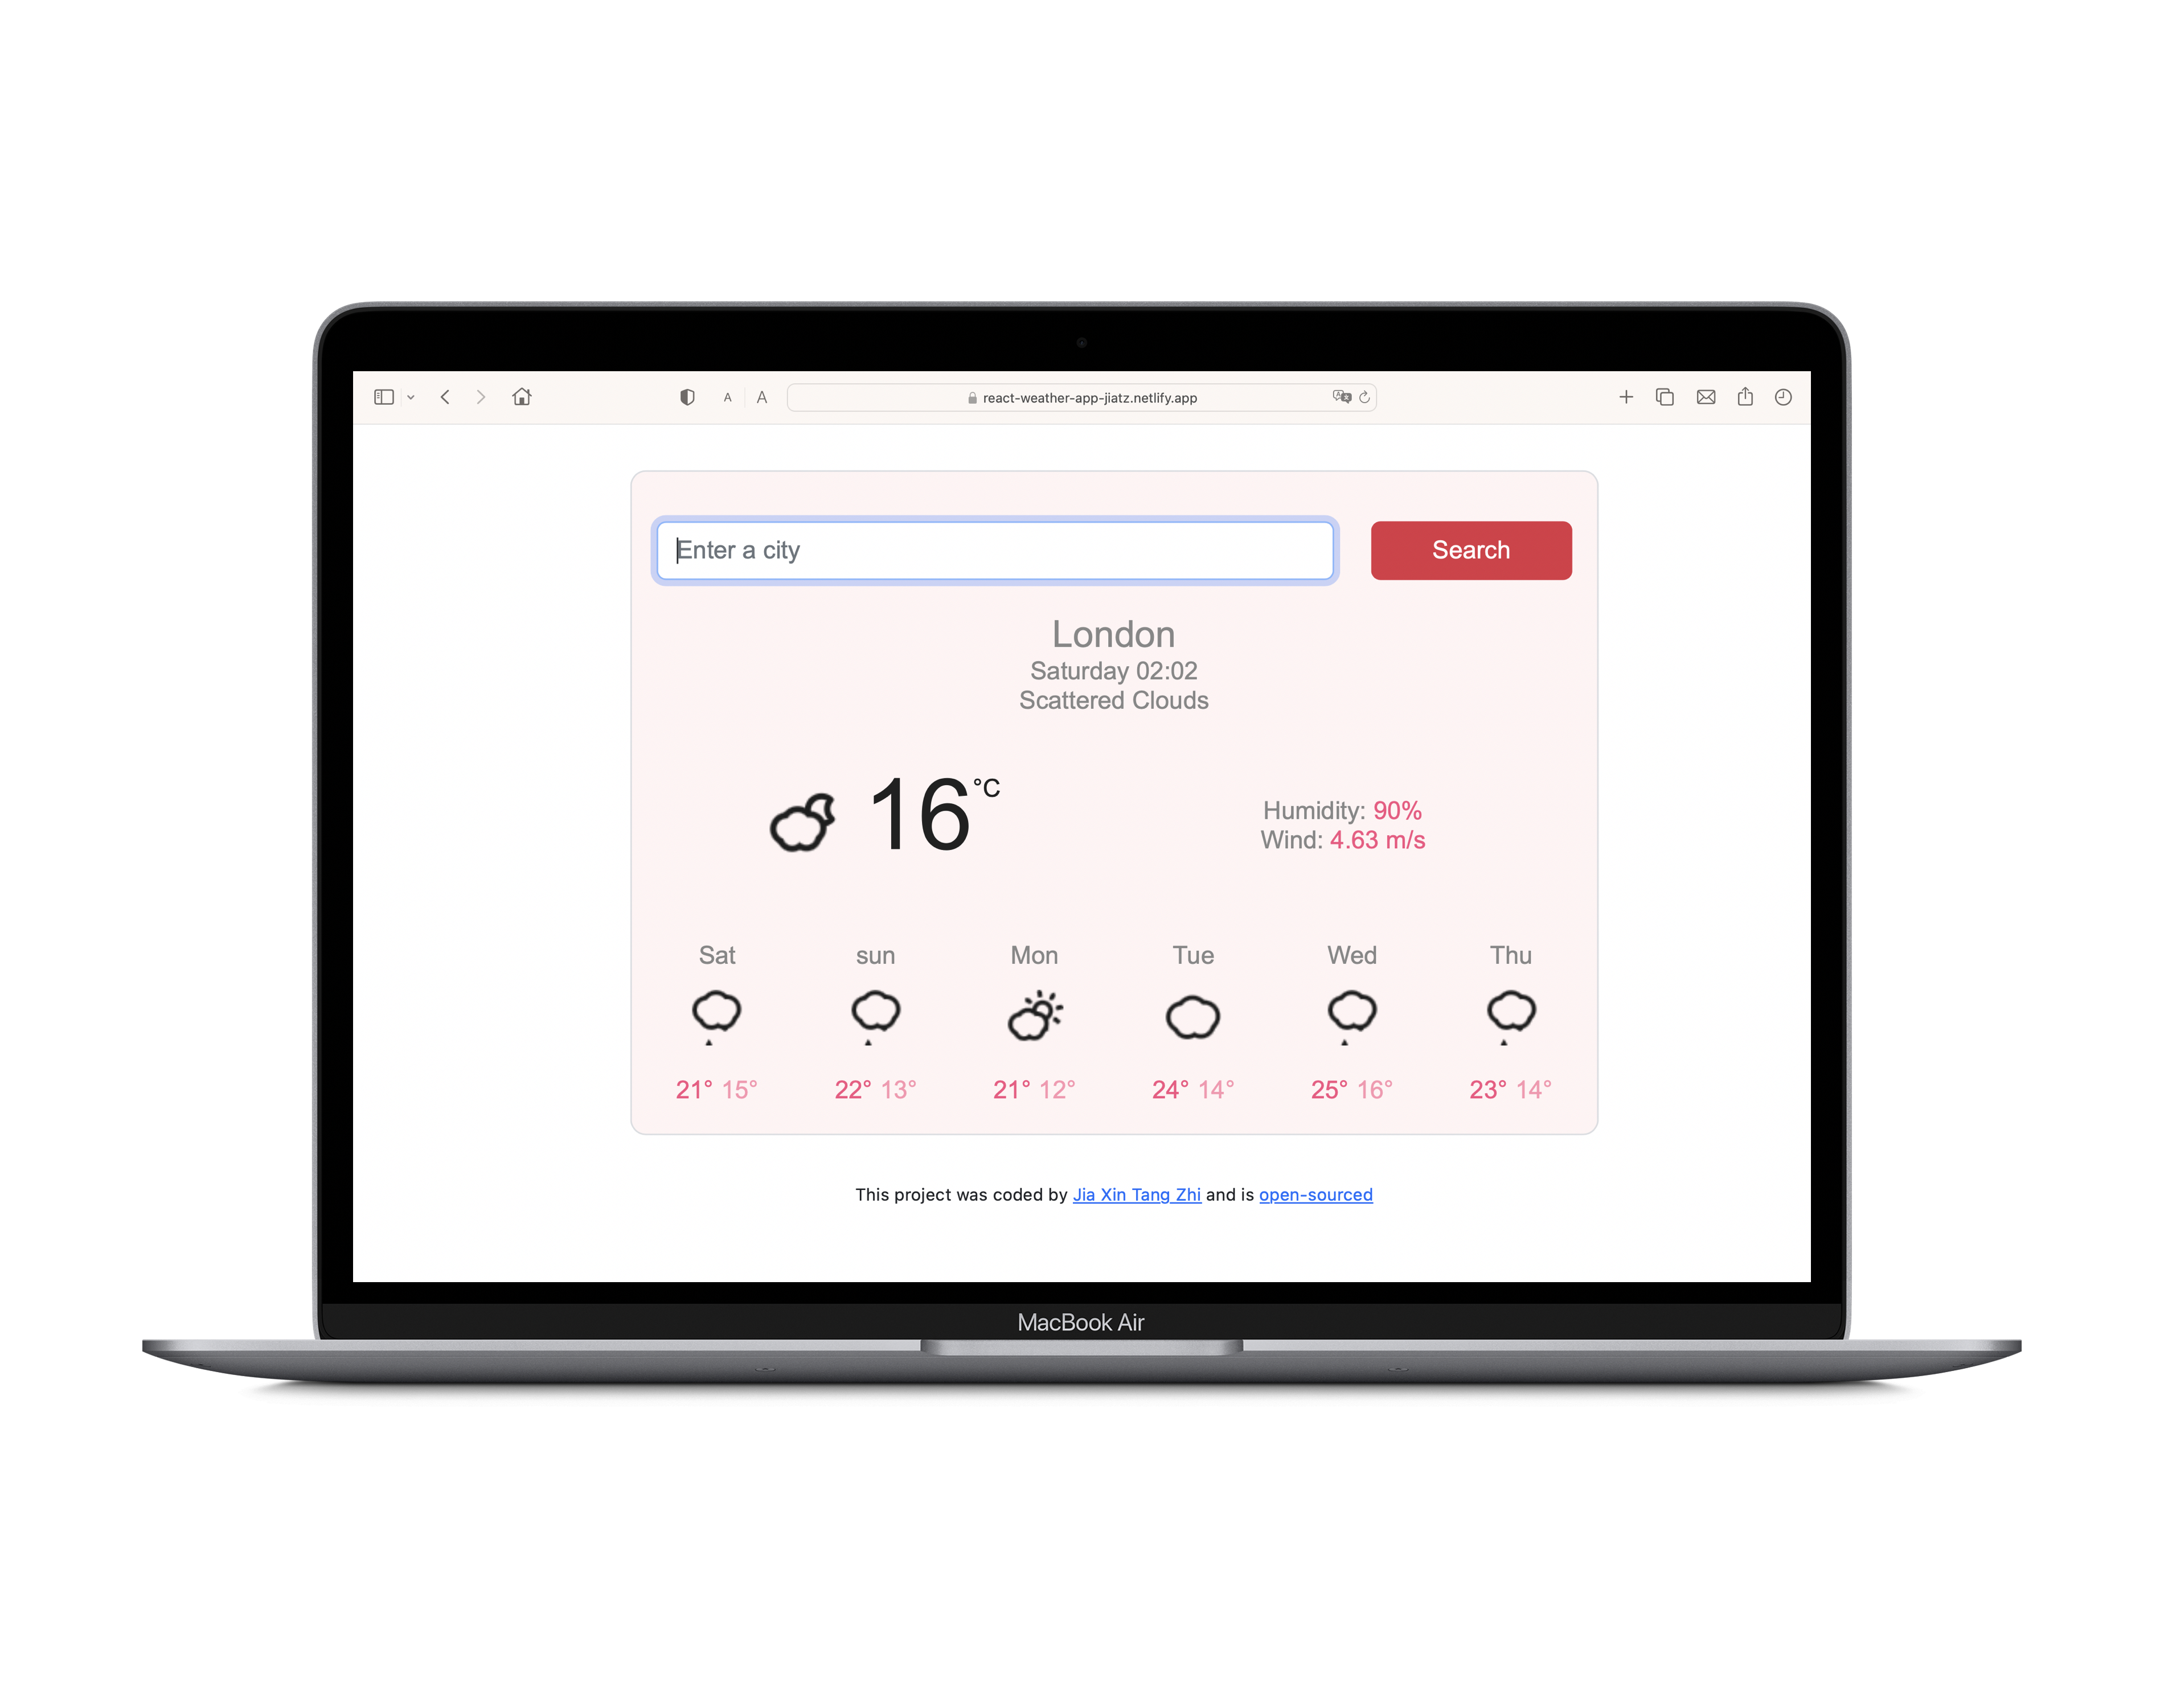 A A react-weather-app-jiatz.netlify.app
Enter a city Search
London
Saturday 02:02
Scattered Clouds
16°C
Humidity: 90%
Wind: 4.63 m/s
Sat sun Mon Tue Wed Thu
21° 15° 22° 13° 21° 12° 24° 14° 25° 16° 23° 14°
This project was coded by Jia Xin Tang Zhi and is open-sourced
MacBook Air